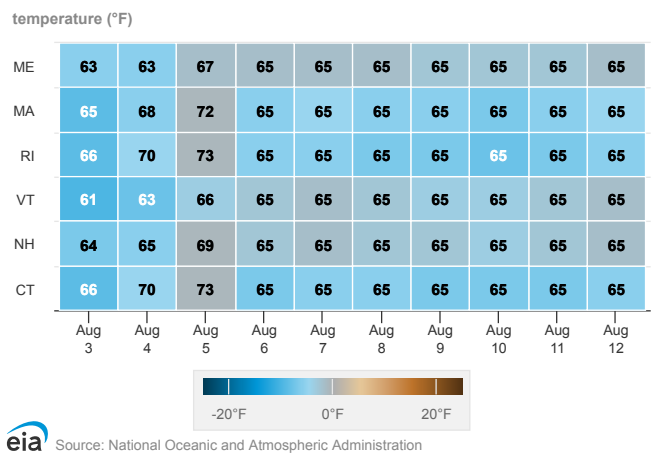 temperature (°F)
ME 63 63 67 65 65 65 65 65 65 65
MA 65 68 72 65 65 65 65 65 65 65
RI 66 70 73 65 65 65 65 65 65 65
VT 61 63 66 65 65 65 65 65 65 65
NH 64 65 69 65 65 65 65 65 65 65
CT 66 70 73 65 65 65 65 65 65 65
Aug Aug Aug Aug Aug Aug Aug Aug Aug Aug
3 4 5 6 7 8 9 10 11 12
-20°F 0°F 20°F
eia Source: National Oceanic and Atmospheric Administration